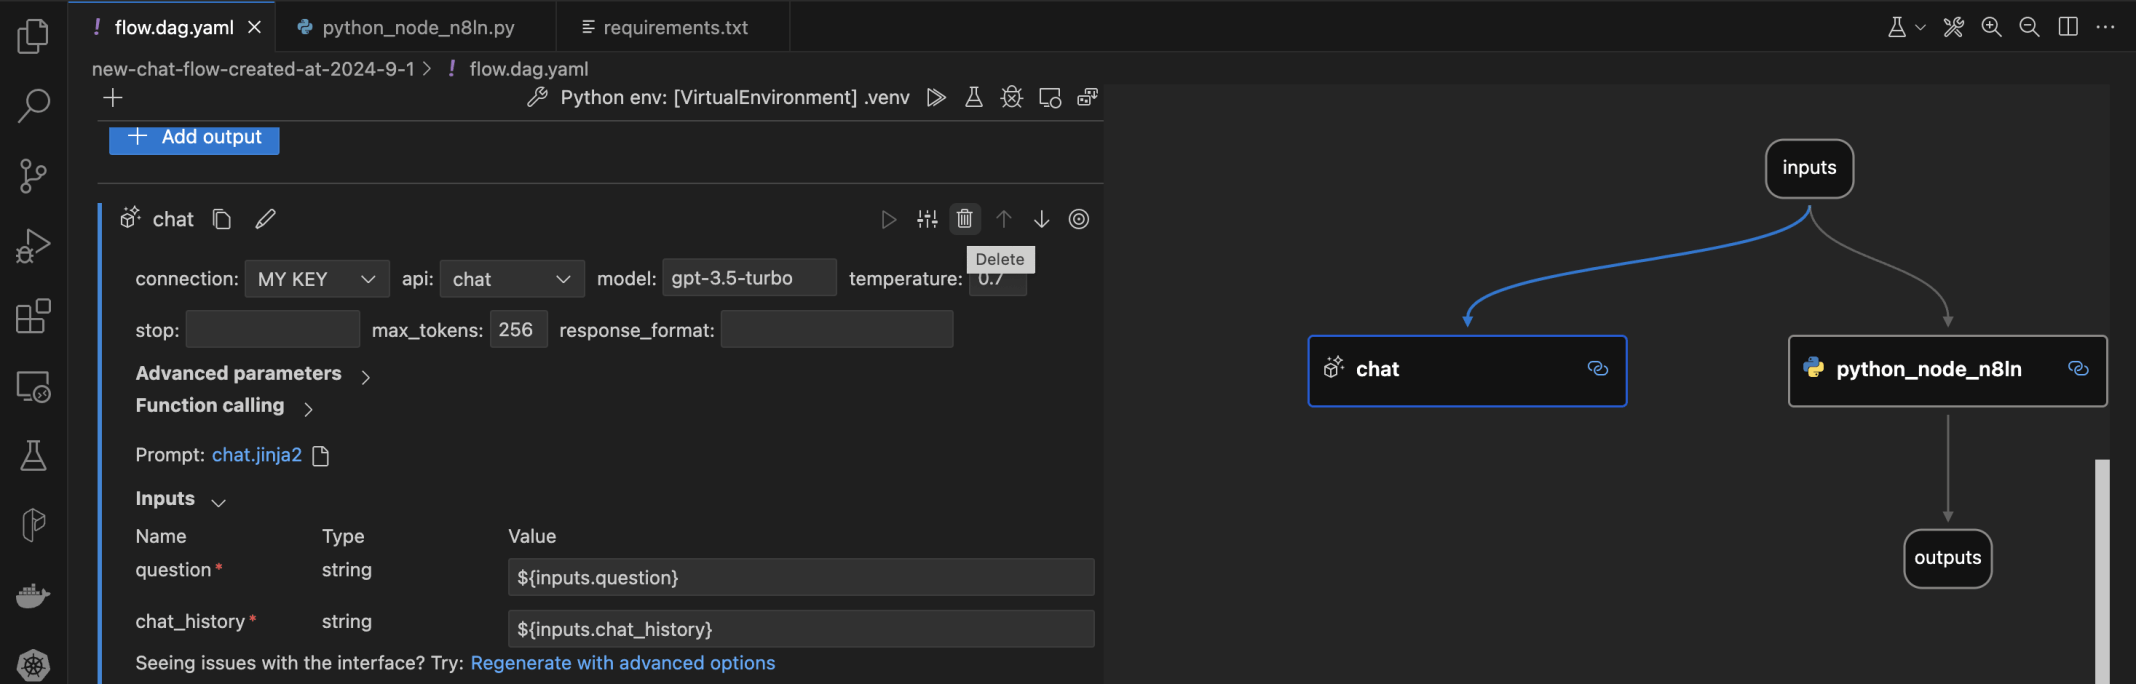 ! flow.dag.yaml
python_node_n8ln.py
requirements.txt
new-chat-flow-created-at-2024-9-1 > ! flow.dag.yaml
Python env: [VirtualEnvironment] .venv
+ Add output
chat
Delete
connection: MY KEY api: chat model: gpt-3.5-turbo temperature: 0.7
stop: max_tokens: 256 response_format:
Advanced parameters
Function calling
Prompt: chat.jinja2
Inputs
Name Type Value
question* string ${inputs.question}
chat_history* string ${inputs.chat_history}
Seeing issues with the interface? Try: Regenerate with advanced options
inputs
chat
python_node_n8ln
outputs